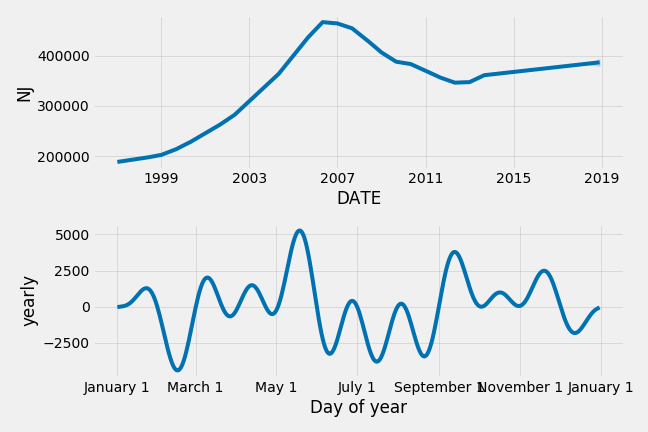 400000
300000
200000
NJ
1999 2003 2007 2011 2015 2019
DATE
5000
2500
0
−2500
yearly
January 1 March 1 May 1 July 1 September 1 November 1 January 1
Day of year